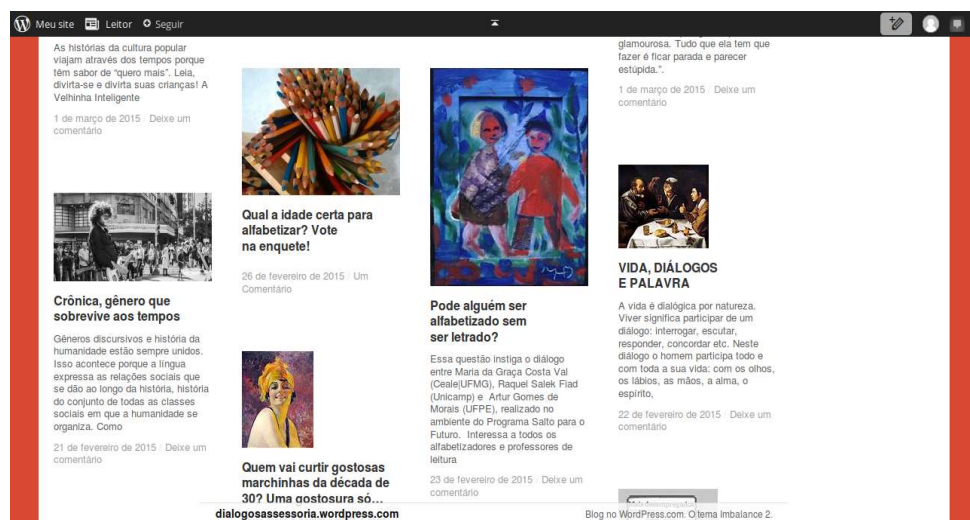 Meu site
Leitor
Seguir
As histórias da cultura popular
viajam através dos tempos porque
têm sabor de “quero mais”. Leia,
divirta-se e divirta suas crianças! A
Velhinha Inteligente
1 de março de 2015 / Deixe um
comentário
Crônica, gênero que
sobrevive aos tempos
Gêneros discursivos e história da
humanidade estão sempre unidos.
Isso acontece porque a língua
expressa as relações sociais que
se dão ao longo da história, história
do conjunto de todas as classes
sociais em que a humanidade se
organiza. Como
21 de fevereiro de 2015 / Deixe um
comentário
Qual a idade certa para
alfabetizar? Vote
na enquete!
26 de fevereiro de 2015 / Um
Comentário
Quem vai curtir gostosas
marchinhas da década de
30? Uma gostosura só…
Pode alguém ser
alfabetizado sem
ser letrado?
Essa questão instiga o diálogo
entre Maria da Graça Costa Val
(Ceale|UFMG), Raquel Salek Fiad
(Unicamp) e Artur Gomes de
Morais (UFPE), realizado no
ambiente do Programa Salto para o
Futuro. Interessa a todos os
alfabetizadores e professores de
leitura
23 de fevereiro de 2015 / Deixe um
comentário
glamourosa. Tudo que ela tem que
fazer é ficar parada e parecer
estúpida.”.
1 de março de 2015 / Deixe um
comentário
VIDA, DIÁLOGOS
E PALAVRA
A vida é dialógica por natureza.
Viver significa participar de um
diálogo: interrogar, escutar,
responder, concordar etc. Neste
diálogo o homem participa todo e
com toda a sua vida: com os olhos,
os lábios, as mãos, a alma, o
espírito,
22 de fevereiro de 2015 / Deixe um
comentário
dialogosassessoria.wordpress.com
Blog no WordPress.com. O tema Imbalance 2.